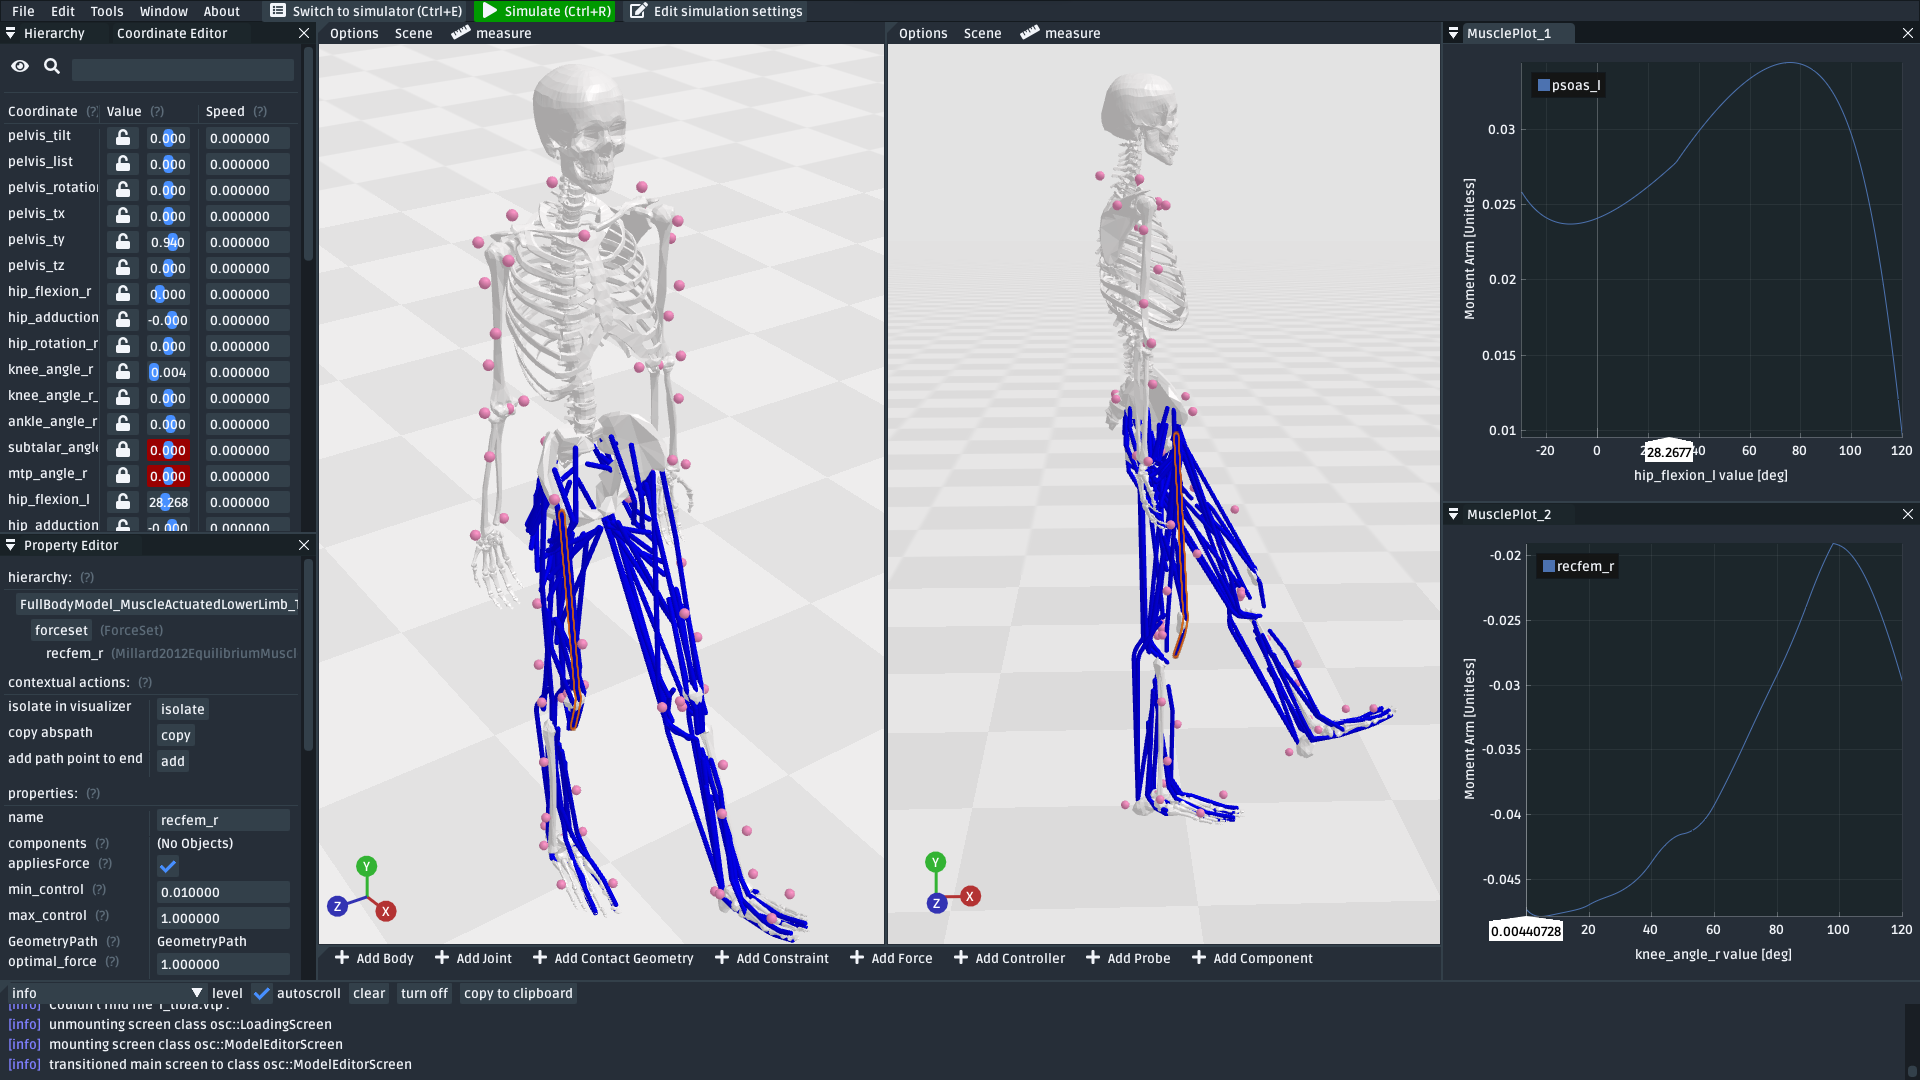 File Edit Tools Window About Switch to simulator (Ctrl+E) Simulate (Ctrl+R) Edit simulation settings
Hierarchy Coordinate Editor
Coordinate (?) Value (?) Speed (?)
pelvis_tilt 0.000 0.000000
pelvis_list 0.000 0.000000
pelvis_rotation 0.000 0.000000
pelvis_tx 0.000 0.000000
pelvis_ty 0.940 0.000000
pelvis_tz 0.000 0.000000
hip_flexion_r 0.000 0.000000
hip_adduction -0.000 0.000000
hip_rotation_r 0.000 0.000000
knee_angle_r 0.004 0.000000
knee_angle_r_ 0.000 0.000000
ankle_angle_r 0.000 0.000000
subtalar_angle 0.000 0.000000
mtp_angle_r 0.000 0.000000
hip_flexion_l 28.268 0.000000
hip_adduction -0.000 0.000000
Property Editor
hierarchy: (?)
FullBodyModel_MuscleActuatedLowerLimb_T
forceset (ForceSet)
recfem_r (Millard2012EquilibriumMuscl
contextual actions: (?)
isolate in visualizer isolate
copy abspath copy
add path point to end add
properties: (?)
name recfem_r
components (?) (No Objects)
appliesForce (?)
min_control (?) 0.010000
max_control (?) 1.000000
GeometryPath (?) GeometryPath
optimal_force (?) 1.000000
Options Scene measure
Y
Z
X
Options Scene measure
Y
Z
X
Add Body Add Joint Add Contact Geometry Add Constraint Add Force Add Controller Add Probe Add Component
MusclePlot_1
psoas_l
Moment Arm [Unitless]
0.03
0.025
0.02
0.015
0.01
-20 0 2 40 60 80 100 120
28.2677
hip_flexion_l value [deg]
MusclePlot_2
recfem_r
Moment Arm [Unitless]
-0.02
-0.025
-0.03
-0.035
-0.04
-0.045
0.00440728
20 40 60 80 100 120
knee_angle_r value [deg]
info level autoscroll clear turn off copy to clipboard
[info] Couldn't find file 'r_tibia.vtp'.
[info] unmounting screen class osc::LoadingScreen
[info] mounting screen class osc::ModelEditorScreen
[info] transitioned main screen to class osc::ModelEditorScreen